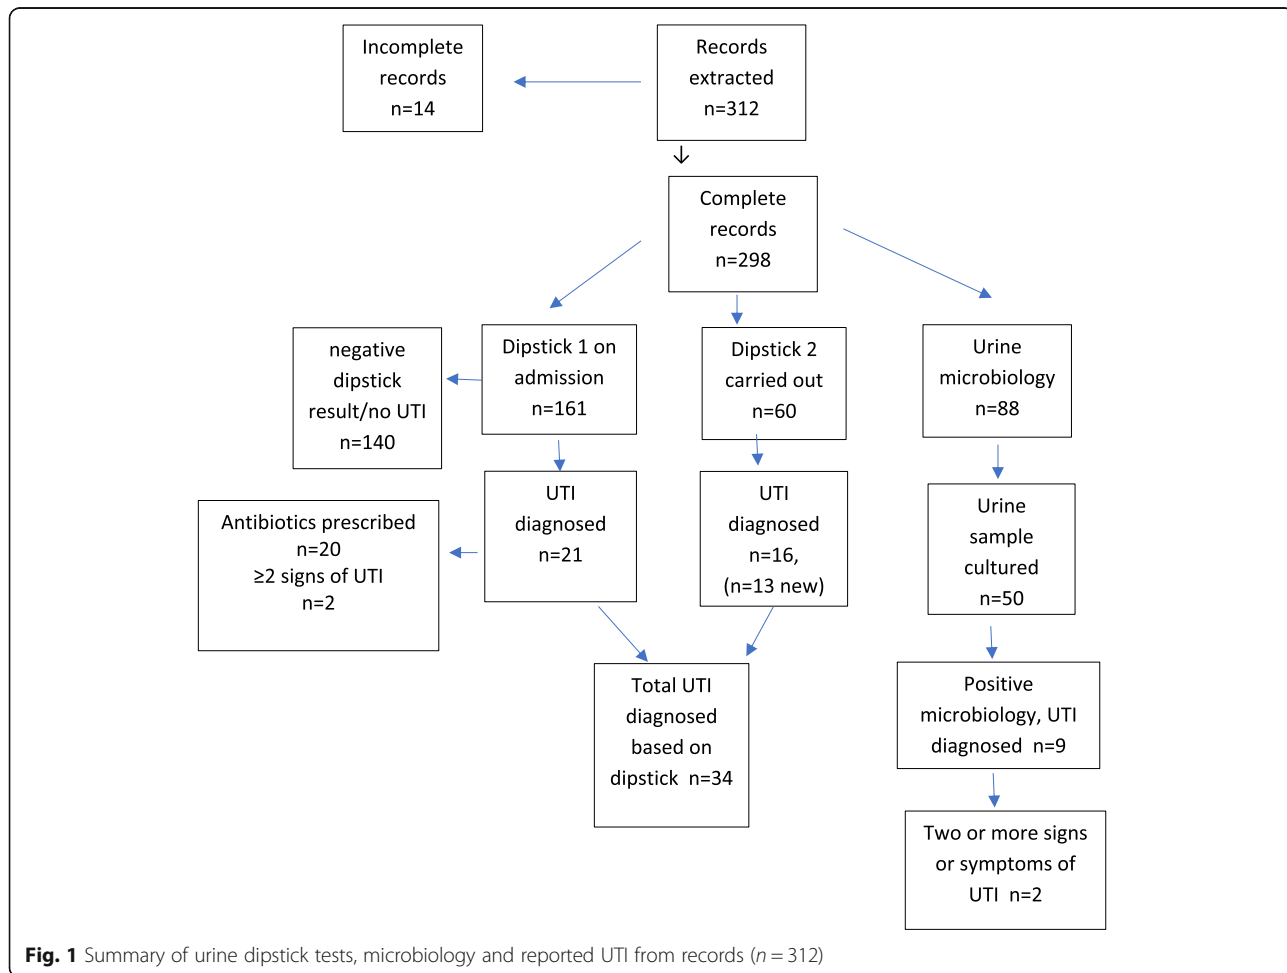 Incomplete
records
n=14
Records
extracted
n=312
Complete
records
n=298
negative
dipstick
result/no UTI
n=140
Dipstick 1 on
admission
n=161
Dipstick 2
carried out
n=60
Urine
microbiology
n=88
Antibiotics prescribed
n=20
≥2 signs of UTI
n=2
UTI
diagnosed
n=21
UTI
diagnosed
n=16,
(n=13 new)
Urine
sample
cultured
n=50
Total UTI
diagnosed
based on
dipstick n=34
Positive
microbiology, UTI
diagnosed n=9
Two or more signs
or symptoms of
UTI n=2
Fig. 1 Summary of urine dipstick tests, microbiology and reported UTI from records (n = 312)